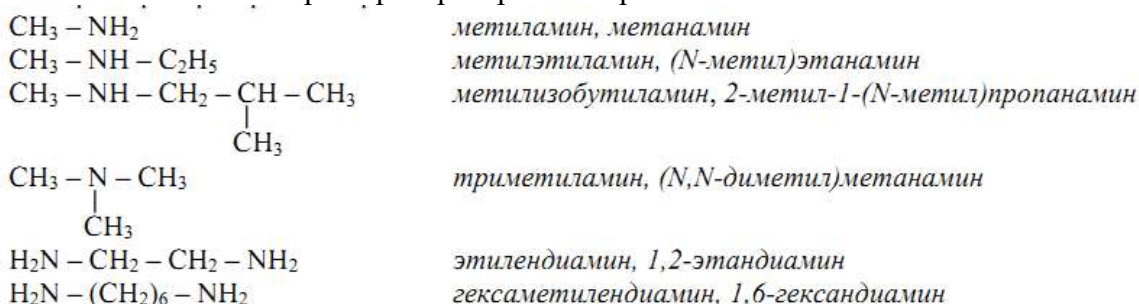 CH₃ – NH₂ метиламин, метанамин
CH₃ – NH – C₂H₅ метилэтиламин, (N-метил)этанамин
CH₃ – NH – CH₂ – CH – CH₃ метилизобутиламин, 2-метил-1-(N-метил)пропанамин
CH₃
CH₃ – N – CH₃ триметиламин, (N,N-диметил)метанамин
CH₃
H₂N – CH₂ – CH₂ – NH₂ этилендиамин, 1,2-этандиамин
H₂N – (CH₂)₆ – NH₂ гексаметилендиамин, 1,6-гександиамин